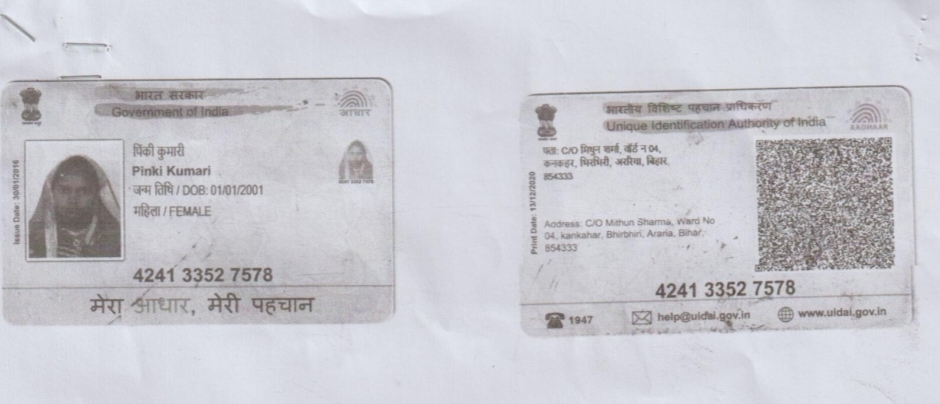 भारत सरकार
Government of India
आधार
Issue Date: 30/01/2016
पिंकी कुमारी
Pinki Kumari
जन्म तिथि / DOB: 01/01/2001
महिला / FEMALE
4241 3352 7578
4241 3352 7578
मेरा आधार, मेरी पहचान
भारतीय विशिष्ट पहचान प्राधिकरण
Unique Identification Authority of India
AADHAAR
Print Date: 13/12/2020
पता: C/O मिथुन शर्मा, वॉर्ड न 04,
कनकहर, भिरभिरी, अररिया, बिहार,
854333
Address: C/O Mithun Sharma, Ward No
04, kankahar, Bhirbhiri, Araria, Bihar,
854333
4241 3352 7578
1947
help@uidai.gov.in
www.uidai.gov.in